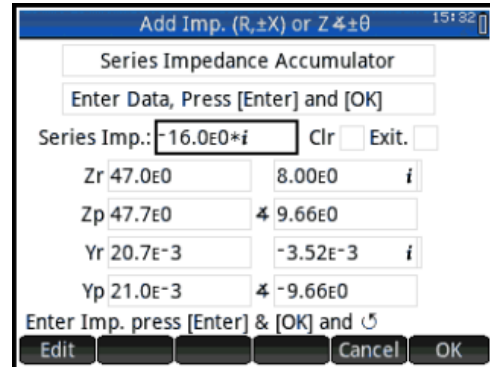 Add Imp. (R,±X) or Z∡±θ 15:32
Series Impedance Accumulator
Enter Data, Press [Enter] and [OK]
Series Imp.: -16.0E0*i Clr Exit.
Zr 47.0E0 8.00E0 i
Zp 47.7E0 ∡ 9.66E0
Yr 20.7E-3 -3.52E-3 i
Yp 21.0E-3 ∡ -9.66E0
Enter Imp. press [Enter] & [OK] and ↺
Edit Cancel OK